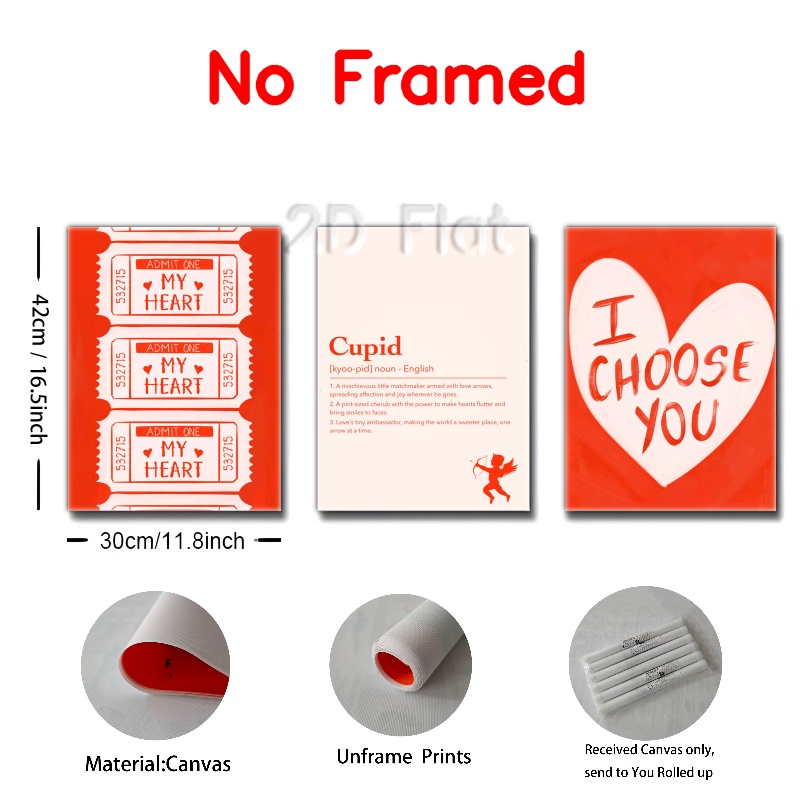 No Framed
2D Flat
42cm / 16.5inch
ADMIT ONE
532715
MY
HEART
532715
ADMIT ONE
532715
MY
HEART
532715
ADMIT ONE
532715
MY
HEART
532715
Cupid
[kyoo-pid] noun - English
1. A mischievous little matchmaker armed with love arrows,
spreading affection and joy wherever he goes.
2. A pint-sized cherub with the power to make hearts flutter and
bring smiles to faces.
3. Love's tiny ambassador, making the world a sweeter place, one
arrow at a time.
I
CHOOSE
YOU
30cm/11.8inch
Material:Canvas
Unframe Prints
Received Canvas only,
send to You Rolled up